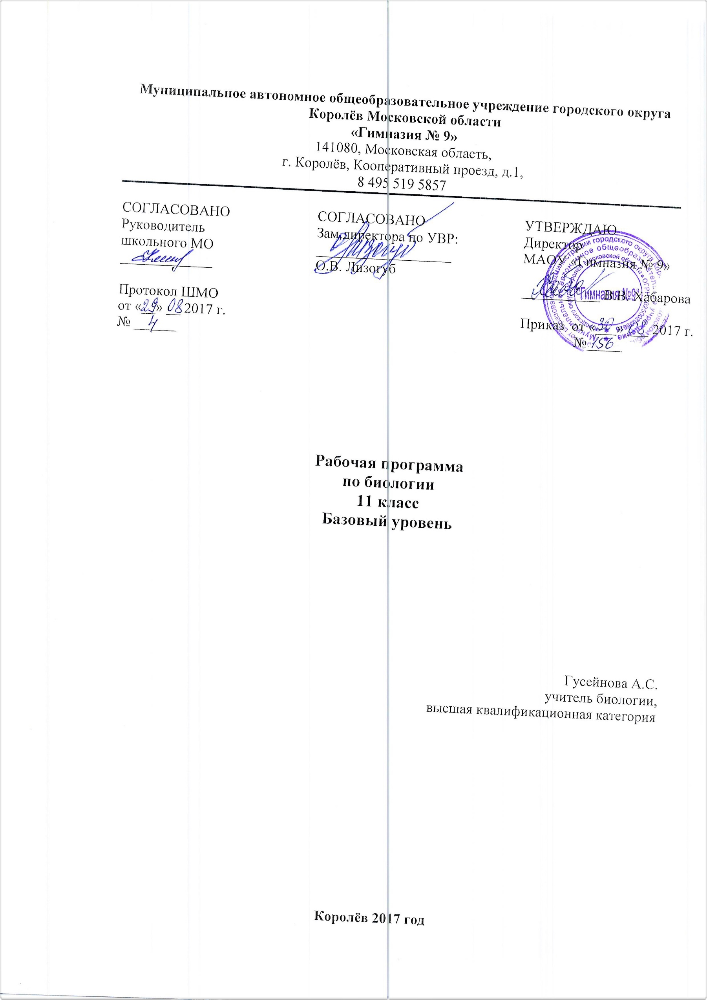 Муниципальное автономное общеобразовательное учреждение городского округа
Королёв Московской области
«Гимназия № 9»
141080, Московская область,
г. Королёв, Кооперативный проезд, д.1,
8 495 519 5857
СОГЛАСОВАНО
Руководитель
школьного МО
Протокол ШМО
от «29» 08 2017 г.
№ 4
СОГЛАСОВАНО
Зам.директора по УВР:
О.В. Лизогуб
УТВЕРЖДАЮ
Директор
МАОУ «Гимназия № 9»
В.В. Хабарова
Приказ от «30» 08 2017 г.
№ 156
"Гимназия №9"
Рабочая программа
по биологии
11 класс
Базовый уровень
Гусейнова А.С.
учитель биологии,
высшая квалификационная категория
Королёв 2017 год